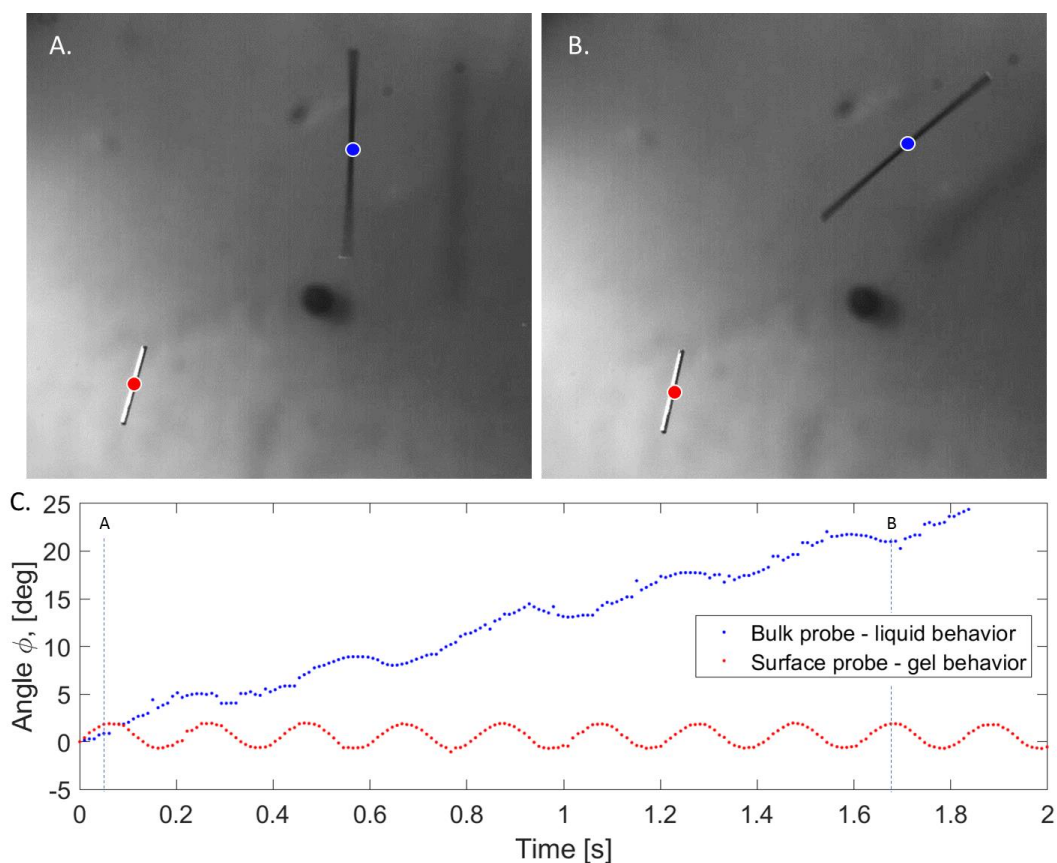 A.
B.
C.
25
20
15
10
5
0
-5
Angle ϕ, [deg]
A
B
Bulk probe - liquid behavior
Surface probe - gel behavior
0
0.2
0.4
0.6
0.8
1
1.2
1.4
1.6
1.8
2
Time [s]